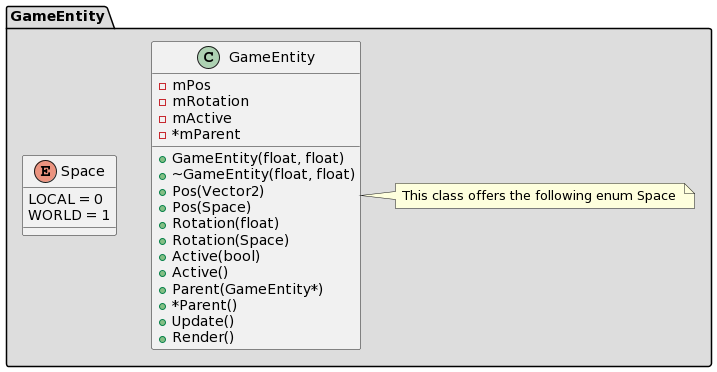 GameEntity
E Space
LOCAL = 0
WORLD = 1
C GameEntity
mPos
mRotation
mActive
*mParent
GameEntity(float, float)
~GameEntity(float, float)
Pos(Vector2)
Pos(Space)
Rotation(float)
Rotation(Space)
Active(bool)
Active()
Parent(GameEntity*)
*Parent()
Update()
Render()
This class offers the following enum Space